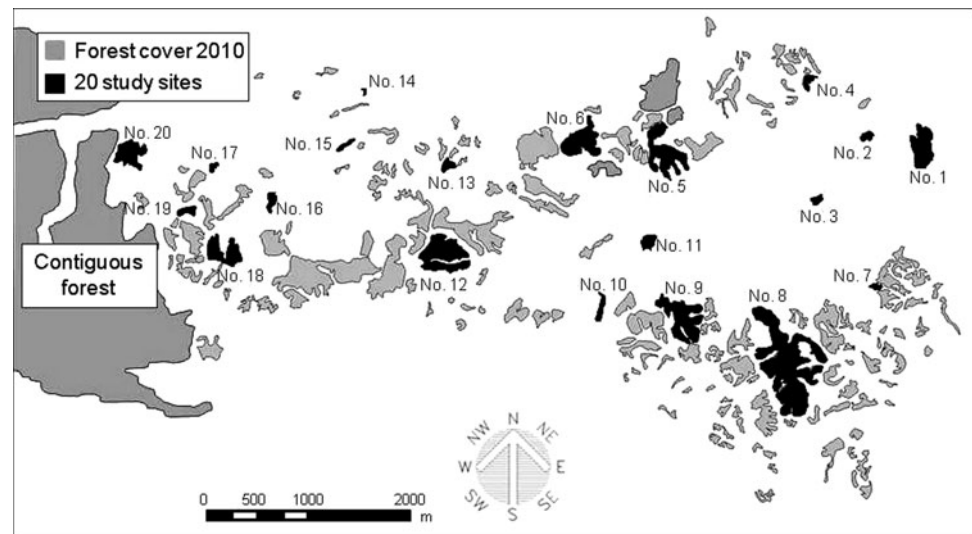 Forest cover 2010
20 study sites
No. 14
No. 4
No. 20
No. 6
No. 15
No. 17
No. 2
No. 13
No. 5
No. 1
No. 19
No. 16
No. 3
No. 11
Contiguous
forest
No. 18
No. 12
No. 10
No. 9
No. 8
No. 7
N
NW
NE
W
E
SW
SE
S
0 500 1000 2000
m